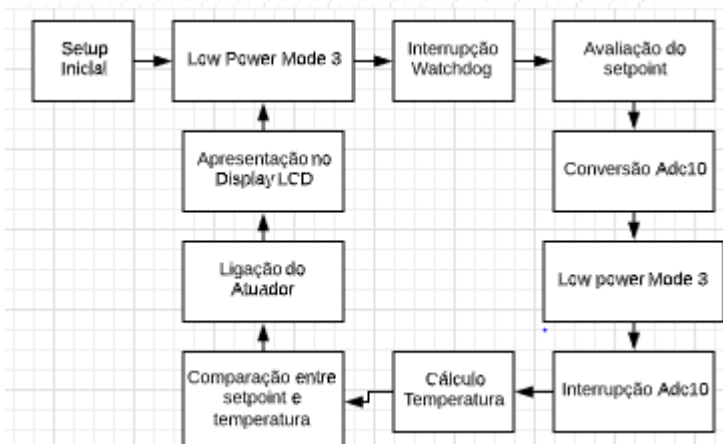 Setup
Inicial
Low Power Mode 3
Interrupção
Watchdog
Avaliação do
setpoint
Conversão Adc10
Low power Mode 3
Interrupção Adc10
Cálculo
Temperatura
Comparação entre
setpoint e
temperatura
Ligação do
Atuador
Apresentação no
Display LCD